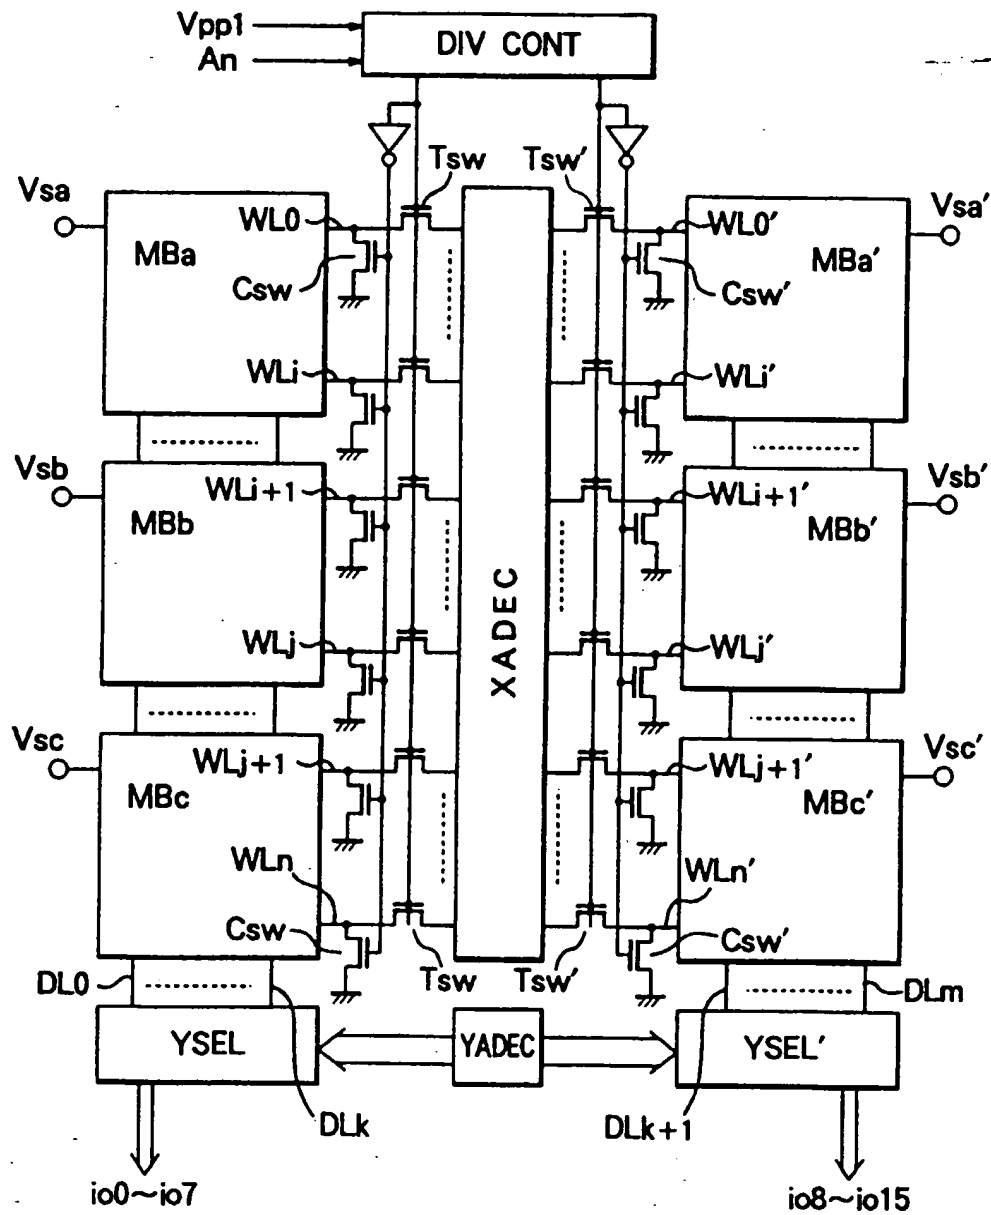 Vpp1
DIV CONT
An
Tsw
Tsw'
Vsa
WL0
WL0'
Vsa'
MBa
MBa'
Csw
Csw'
WLi
WLi'
Vsb
WLi+1
WLi+1'
Vsb'
MBb
MBb'
XADEC
WLj
WLj'
Vsc
WLj+1
WLj+1'
Vsc'
MBc
MBc'
WLn
WLn'
Csw
Csw'
Tsw
Tsw'
DL0
DLm
YSEL
YADEC
YSEL'
DLk
DLk+1
io0~io7
io8~io15